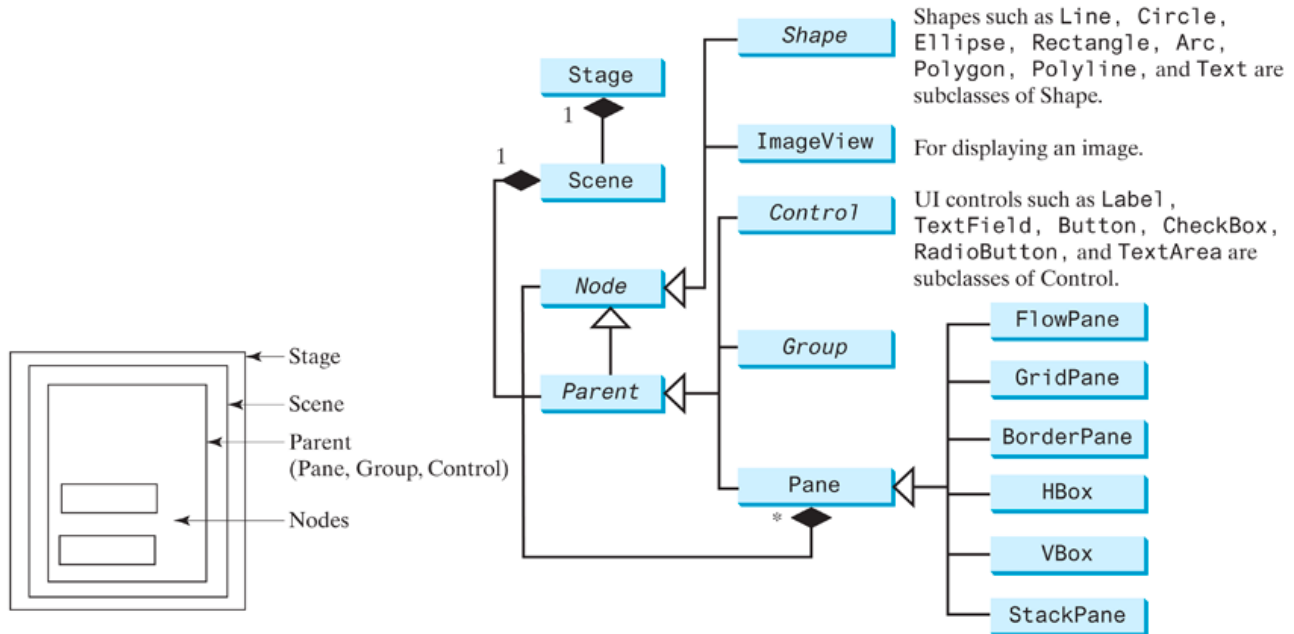 Stage
Scene
Parent
(Pane, Group, Control)
Nodes
Stage
1
1
Scene
Node
Parent
Shape
Shapes such as Line, Circle,
Ellipse, Rectangle, Arc,
Polygon, Polyline, and Text are
subclasses of Shape.
ImageView
For displaying an image.
Control
UI controls such as Label,
TextField, Button, CheckBox,
RadioButton, and TextArea are
subclasses of Control.
Group
Pane
*
FlowPane
GridPane
BorderPane
HBox
VBox
StackPane